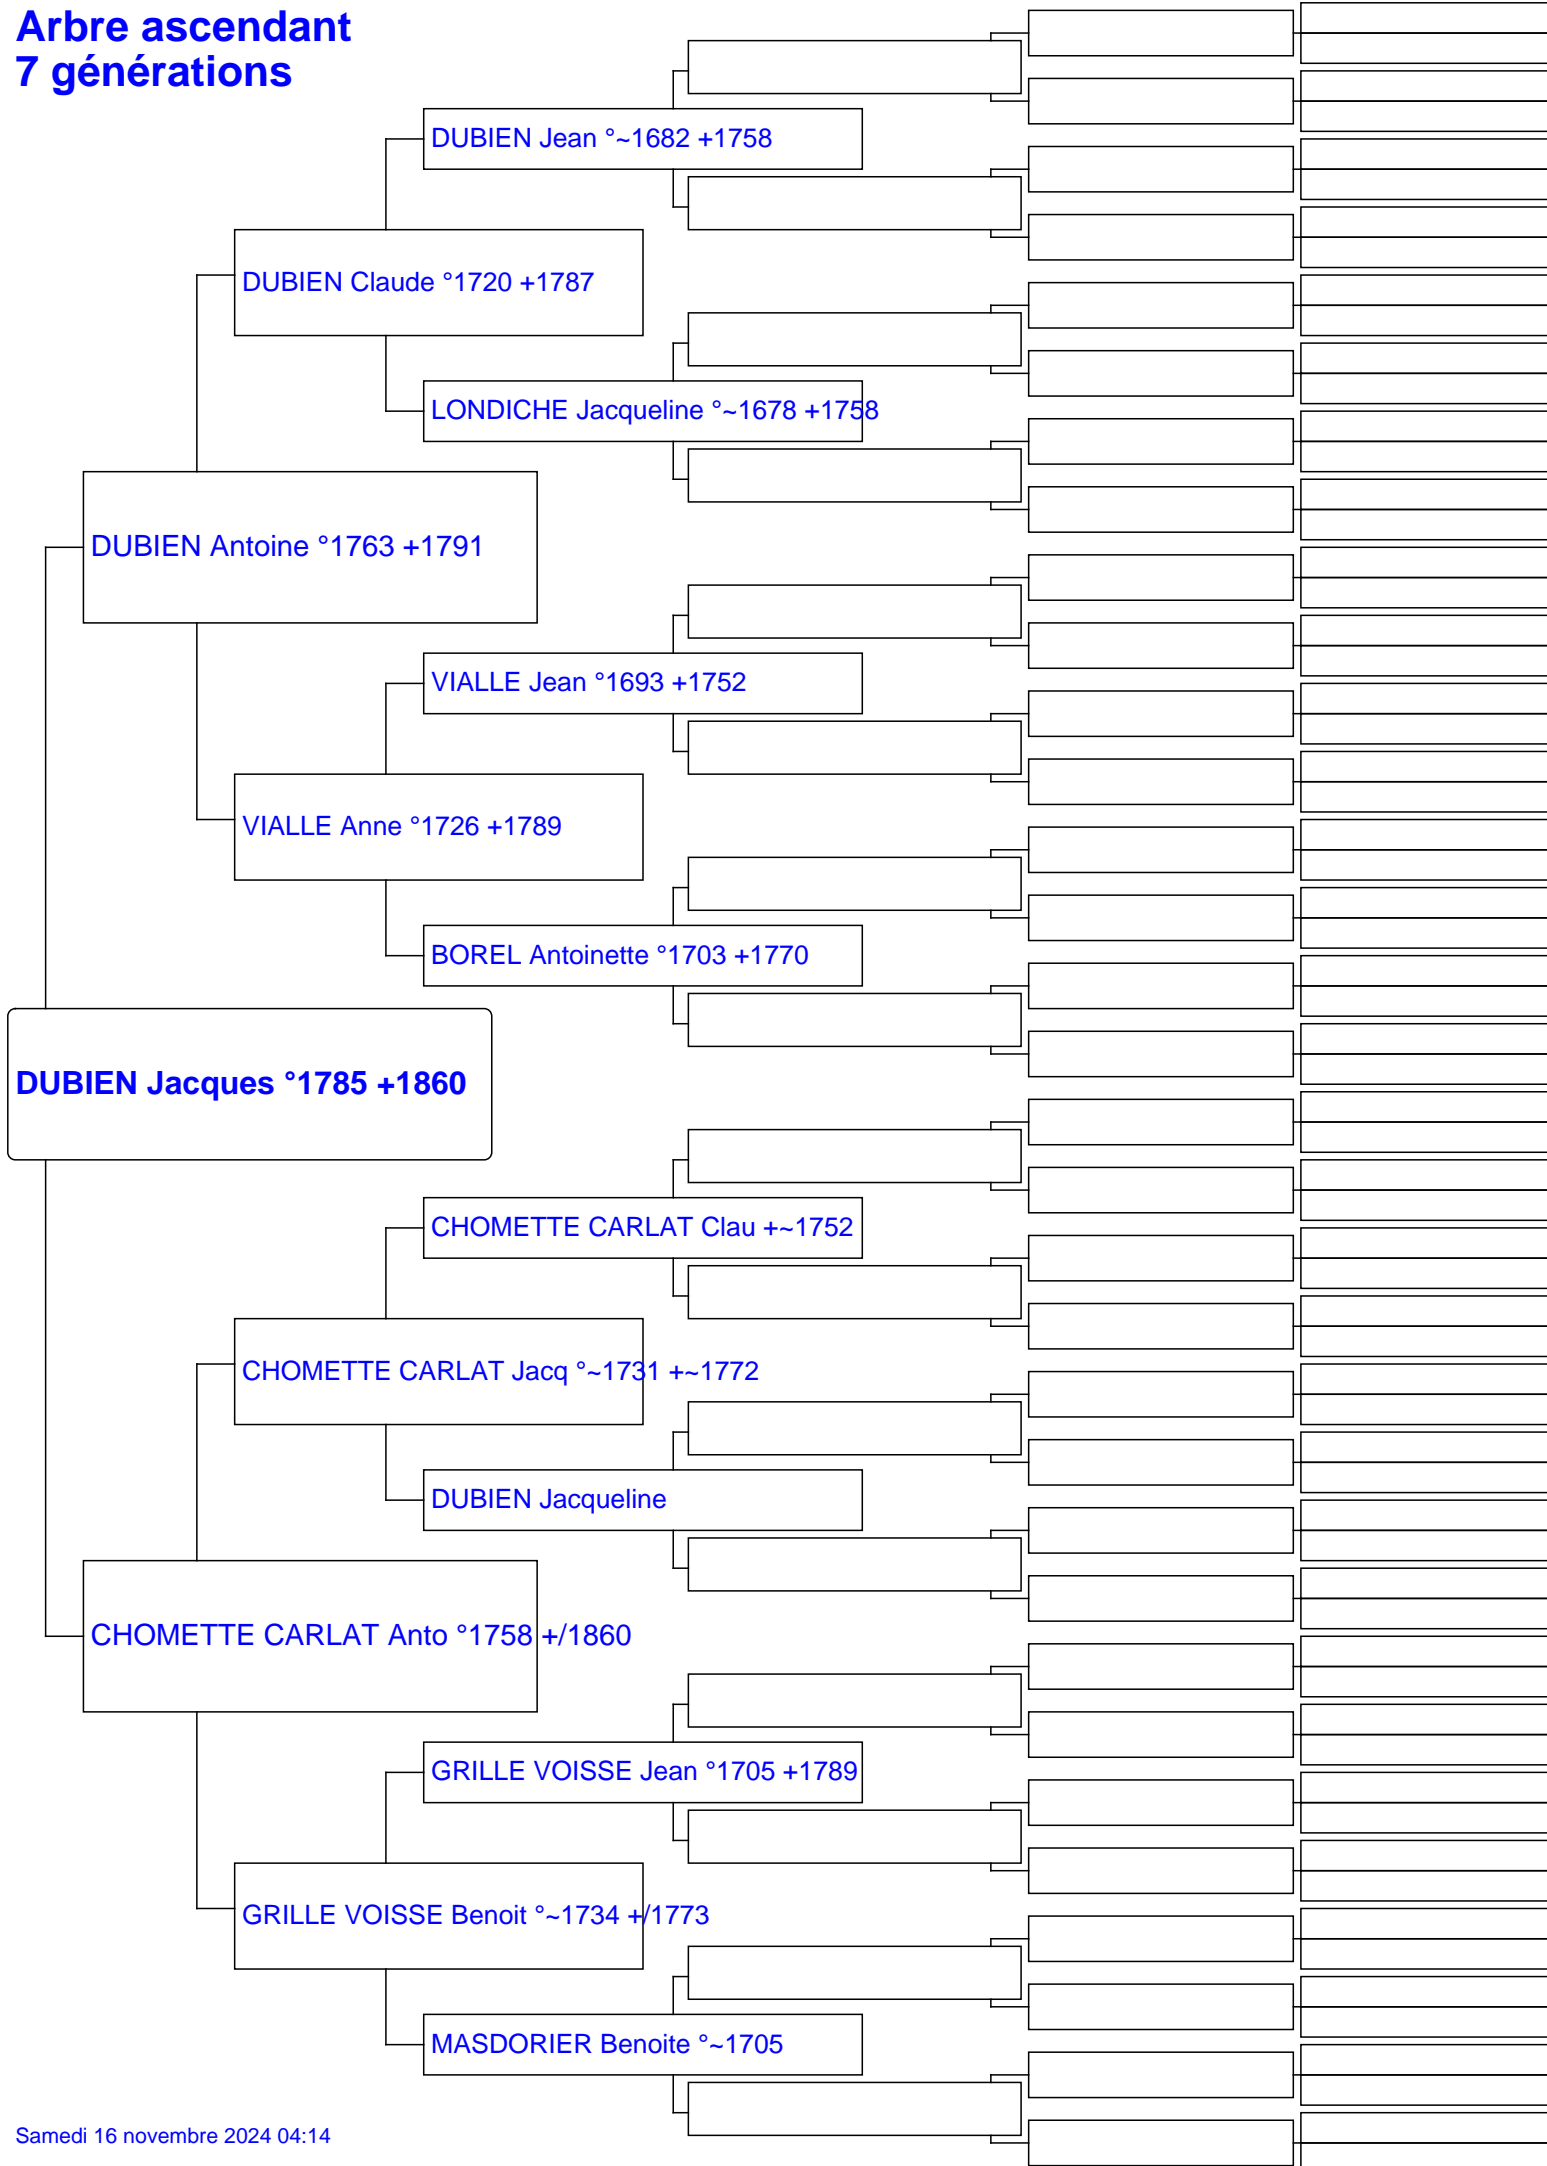 Arbre ascendant
7 générations
DUBIEN Jean °~1682 +1758
DUBIEN Claude °1720 +1787
LONDICHE Jacqueline °~1678 +1758
DUBIEN Antoine °1763 +1791
VIALLE Jean °1693 +1752
VIALLE Anne °1726 +1789
BOREL Antoinette °1703 +1770
DUBIEN Jacques °1785 +1860
CHOMETTE CARLAT Clau +~1752
CHOMETTE CARLAT Jacq °~1731 +~1772
DUBIEN Jacqueline
CHOMETTE CARLAT Anto °1758 +/1860
GRILLE VOISSE Jean °1705 +1789
GRILLE VOISSE Benoit °~1734 +/1773
MASDORIER Benoite °~1705
Samedi 16 novembre 2024 04:14